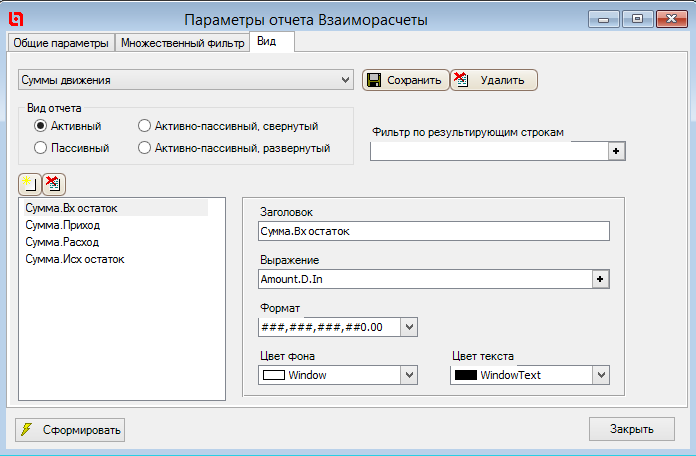 Параметры отчета Взаиморасчеты
Общие параметры Множественный фильтр Вид
Суммы движения Сохранить Удалить
Вид отчета
Активный Активно-пассивный, свернутый
Фильтр по результирующим строкам
Пассивный Активно-пассивный, развернутый
Сумма.Вх остаток
Сумма.Приход
Сумма.Расход
Сумма.Исх остаток
Заголовок
Сумма.Вх остаток
Выражение
Amount.D.In
Формат
###,###,###,##0.00
Цвет фона Цвет текста
Window WindowText
Сформировать Закрыть